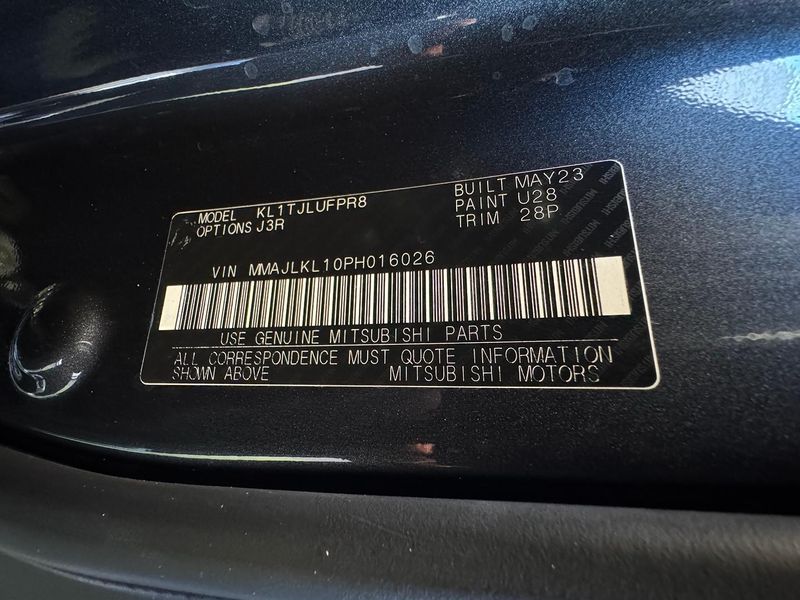 MODEL KL1TJLUFPR8 BUILT MAY23
OPTIONS J3R PAINT U28
TRIM 28P
VIN MMAJLKL10PH016026
USE GENUINE MITSUBISHI PARTS
ALL CORRESPONDENCE MUST QUOTE INFORMATION
SHOWN ABOVE MITSUBISHI MOTORS